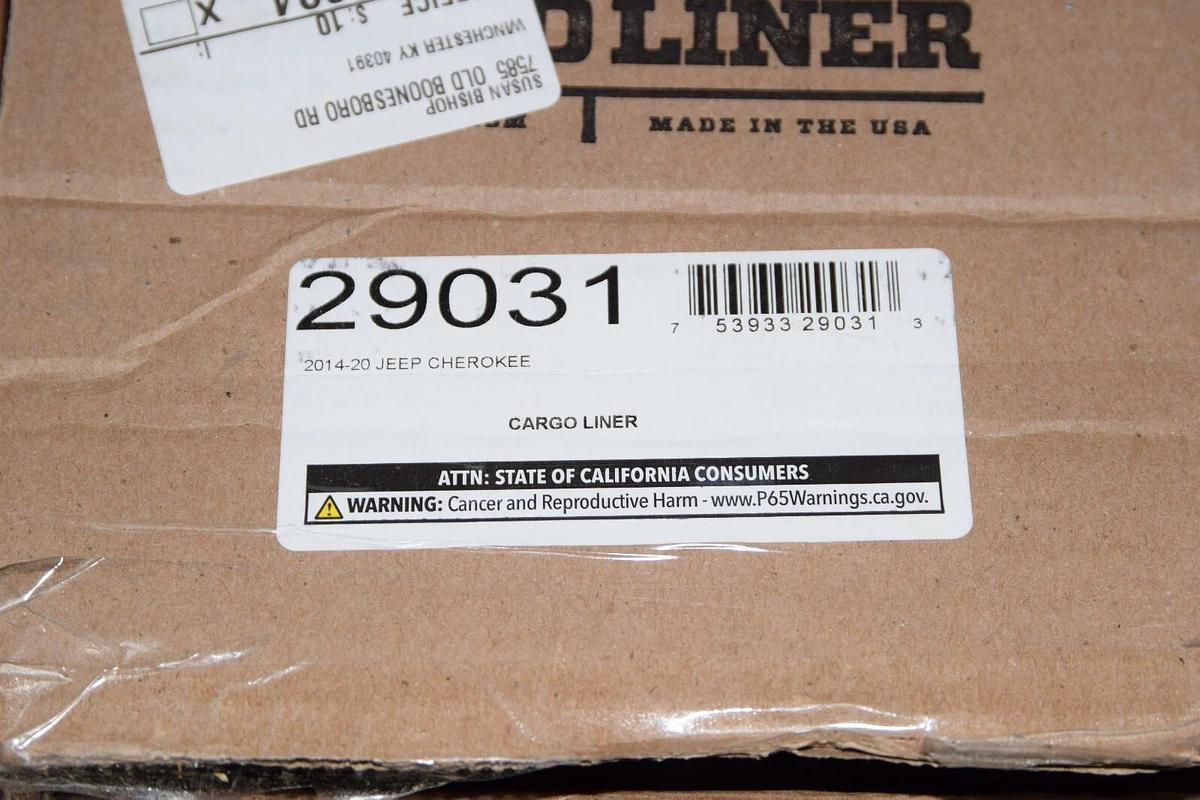 LINER
MADE IN THE USA
SUSAN BISHOP
7585 OLD BOONESBORO RD
WINCHESTER KY 40391
S: 10
X
29031
7 53933 29031 3
2014-20 JEEP CHEROKEE
CARGO LINER
ATTN: STATE OF CALIFORNIA CONSUMERS
WARNING: Cancer and Reproductive Harm - www.P65Warnings.ca.gov.